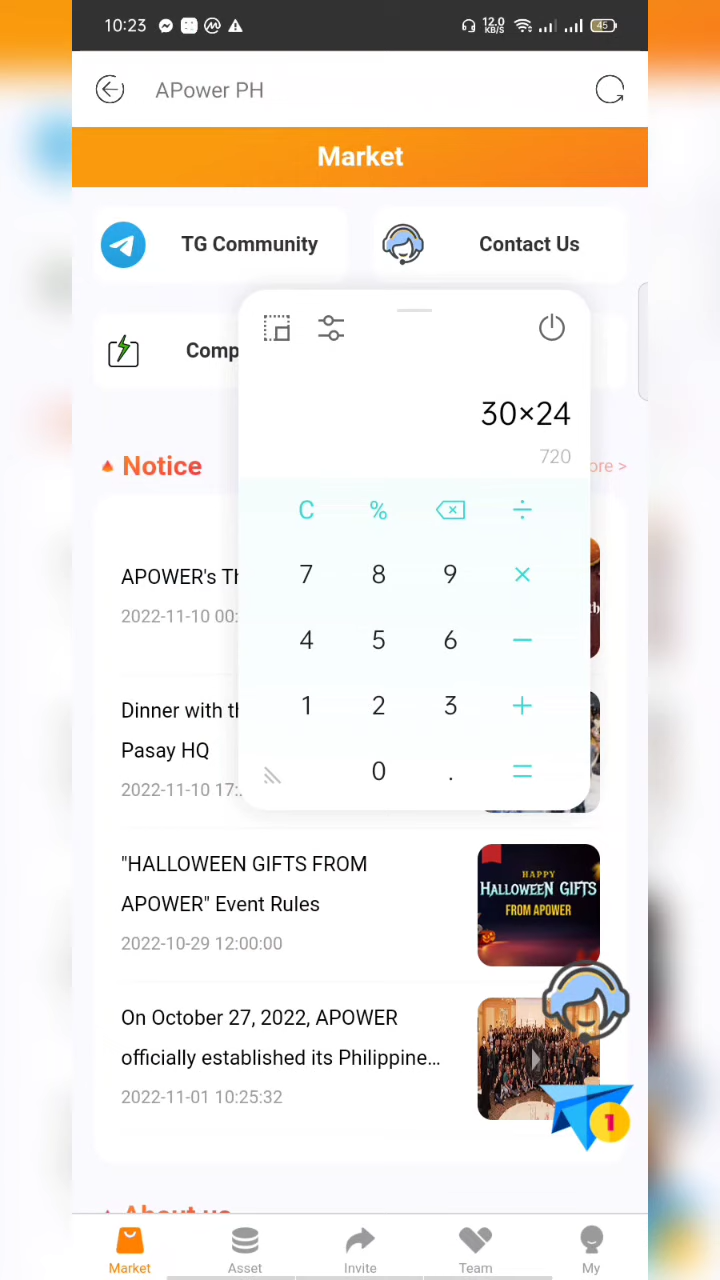 10:23
12.0
KB/S
45
APower PH
Market
TG Community
Contact Us
Comp
30×24
720
Notice
ore >
C % ÷
7 8 9 ×
4 5 6 −
1 2 3 +
0 . =
APOWER's Th
2022-11-10 00:
Dinner with th
Pasay HQ
2022-11-10 17:
"HALLOWEEN GIFTS FROM
APOWER" Event Rules
2022-10-29 12:00:00
HAPPY
HALLOWEEN GIFTS
FROM APOWER
On October 27, 2022, APOWER
officially established its Philippine...
2022-11-01 10:25:32
1
About us
Market
Asset
Invite
Team
My